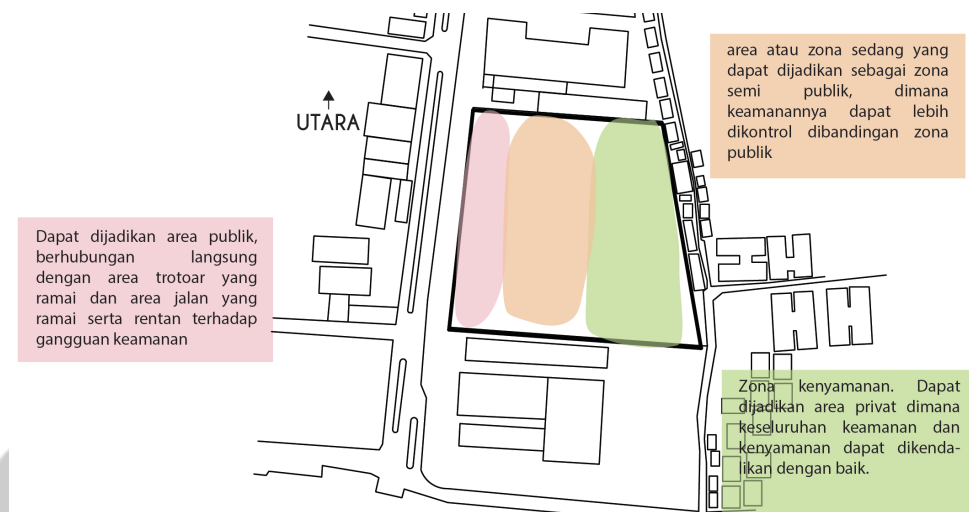 area atau zona sedang yang
dapat dijadikan sebagai zona
semi publik, dimana
keamanannya dapat lebih
dikontrol dibandingan zona
publik
UTARA
Dapat dijadikan area publik,
berhubungan langsung
dengan area trotoar yang
ramai dan area jalan yang
ramai serta rentan terhadap
gangguan keamanan
Zona kenyamanan. Dapat
dijadikan area privat dimana
keseluruhan keamanan dan
kenyamanan dapat dikenda-
likan dengan baik.